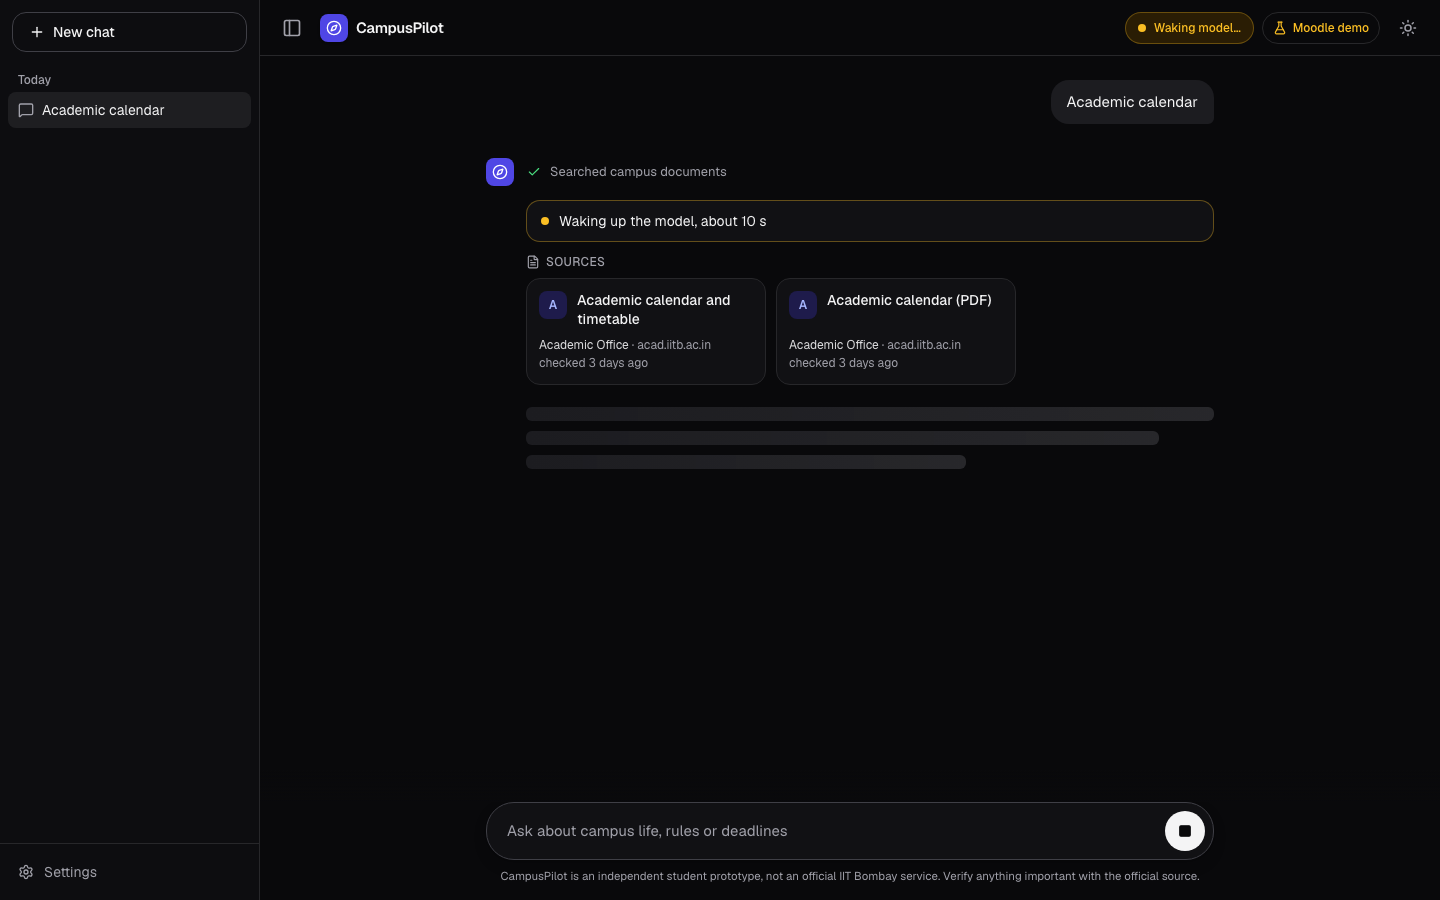 New chat
Today
Academic calendar
Settings
CampusPilot
Waking model…
Moodle demo
Academic calendar
Searched campus documents
Waking up the model, about 10 s
SOURCES
A
Academic calendar and
timetable
Academic Office · acad.iitb.ac.in
checked 3 days ago
A
Academic calendar (PDF)
Academic Office · acad.iitb.ac.in
checked 3 days ago
Ask about campus life, rules or deadlines
CampusPilot is an independent student prototype, not an official IIT Bombay service. Verify anything important with the official source.